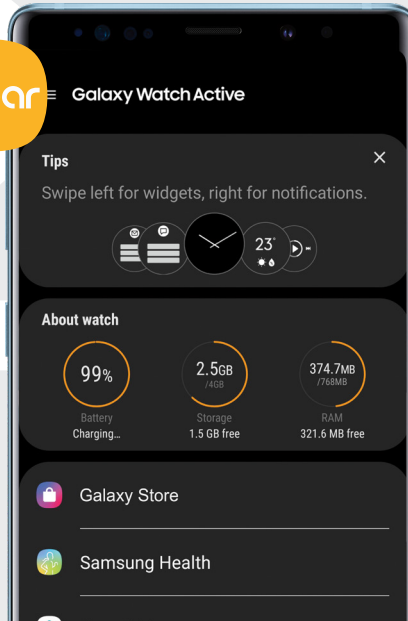 ar
Galaxy Watch Active
Tips
Swipe left for widgets, right for notifications.
23°
About watch
99%
2.5GB
/4GB
374.7MB
/768MB
Battery
Storage
RAM
Charging...
1.5 GB free
321.6 MB free
Galaxy Store
Samsung Health